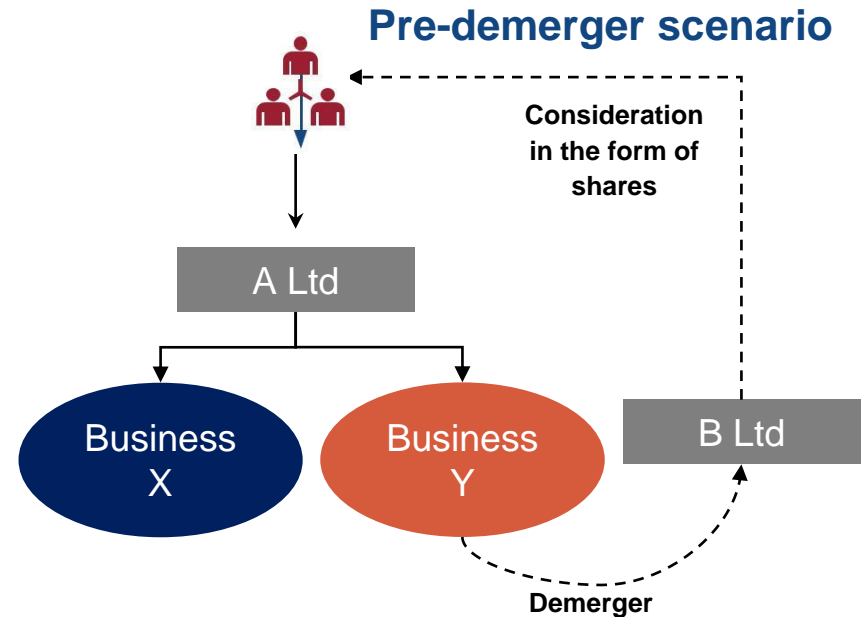 Pre-demerger scenario
Consideration
in the form of
shares
A Ltd
Business
X
Business
Y
B Ltd
Demerger